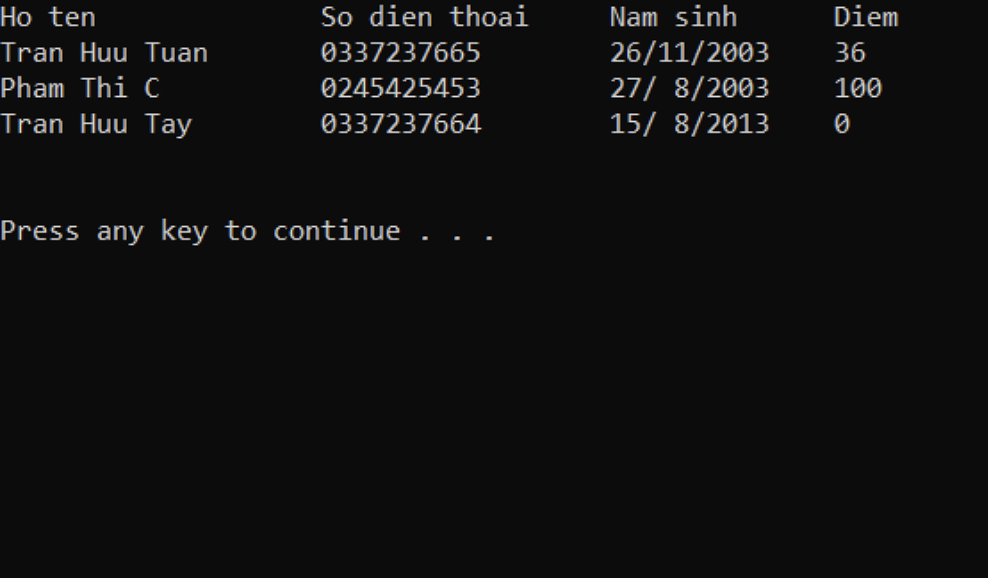 Ho ten              So dien thoai     Nam sinh      Diem
Tran Huu Tuan       0337237665        26/11/2003    36
Pham Thi C          0245425453        27/ 8/2003    100
Tran Huu Tay        0337237664        15/ 8/2013    0
Press any key to continue . . .